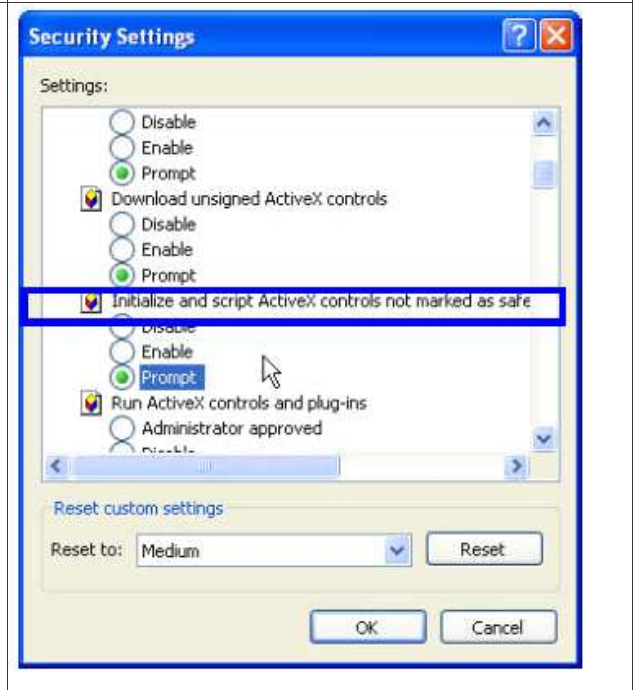 Security Settings
Settings:
Disable
Enable
Prompt
Download unsigned ActiveX controls
Disable
Enable
Prompt
Initialize and script ActiveX controls not marked as safe
Disable
Enable
Prompt
Run ActiveX controls and plug-ins
Administrator approved
Disable
Reset custom settings
Reset to: Medium Reset
OK Cancel